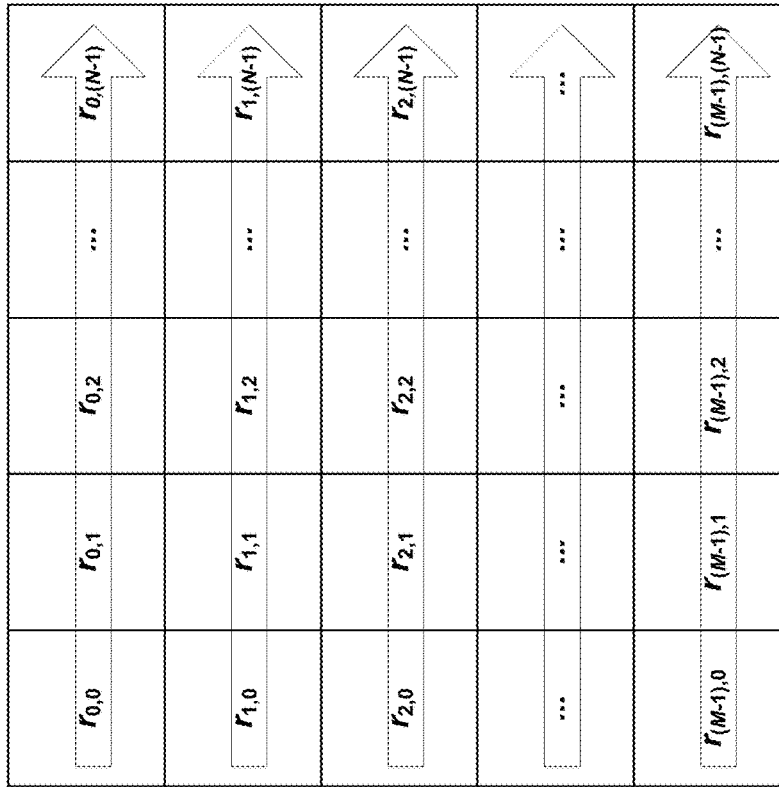 r0,0 r0,1 r0,2 ... r0,(N-1)
r1,0 r1,1 r1,2 ... r1,(N-1)
r2,0 r2,1 r2,2 ... r2,(N-1)
... ... ... ... ...
r(M-1),0 r(M-1),1 r(M-1),2 ... r(M-1),(N-1)